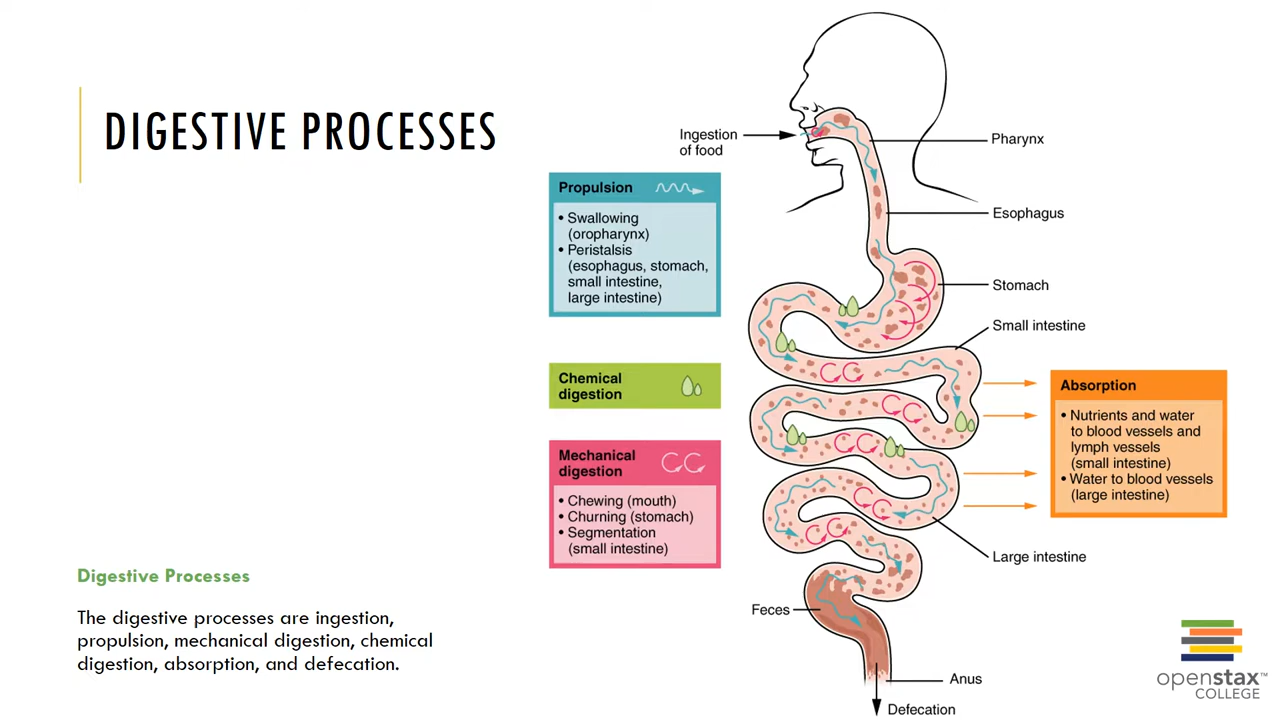 DIGESTIVE PROCESSES
Ingestion
of food
Pharynx
Propulsion
• Swallowing
(oropharynx)
• Peristalsis
(esophagus, stomach,
small intestine,
large intestine)
Esophagus
Stomach
Small intestine
Chemical
digestion
Absorption
• Nutrients and water
to blood vessels and
lymph vessels
(small intestine)
• Water to blood vessels
(large intestine)
Mechanical
digestion
• Chewing (mouth)
• Churning (stomach)
• Segmentation
(small intestine)
Large intestine
Digestive Processes
The digestive processes are ingestion,
propulsion, mechanical digestion, chemical
digestion, absorption, and defecation.
Feces
Anus
Defecation
openstax™
COLLEGE